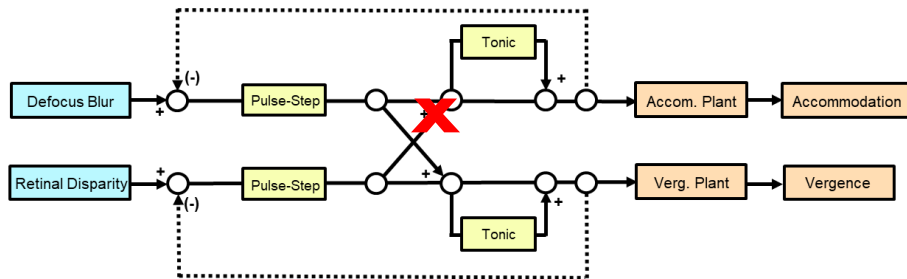 Tonic
(-)
+
Defocus Blur
+
Pulse-Step
+
Accom. Plant
Accommodation
+
Retinal Disparity
(-)
Pulse-Step
+
+
Verg. Plant
Vergence
Tonic